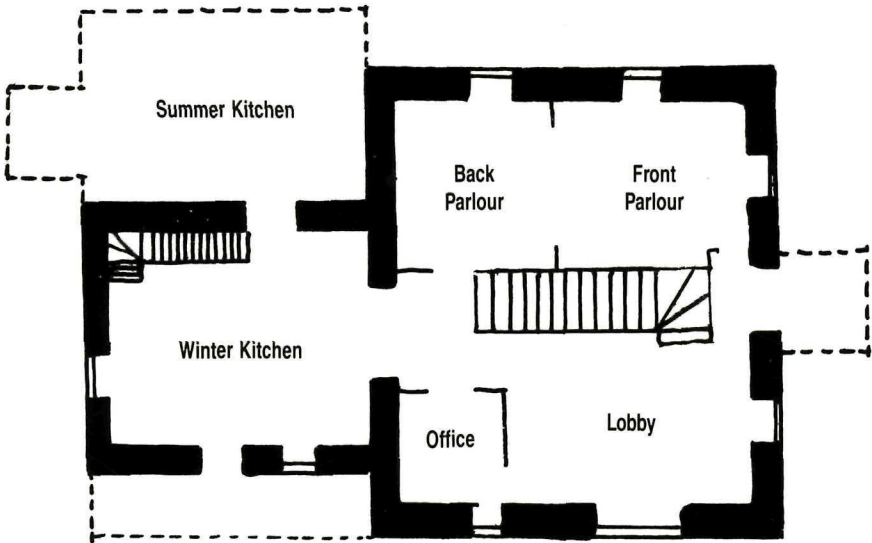 Summer Kitchen
Back
Parlour
Front
Parlour
Winter Kitchen
Office
Lobby